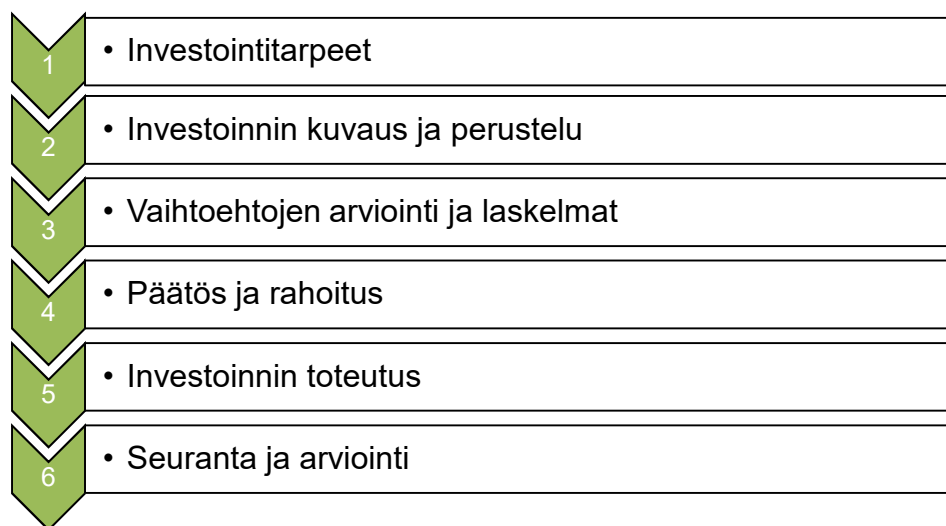 1 • Investointitarpeet
2 • Investoinnin kuvaus ja perustelu
3 • Vaihtoehtojen arviointi ja laskelmat
4 • Päätös ja rahoitus
5 • Investoinnin toteutus
6 • Seuranta ja arviointi